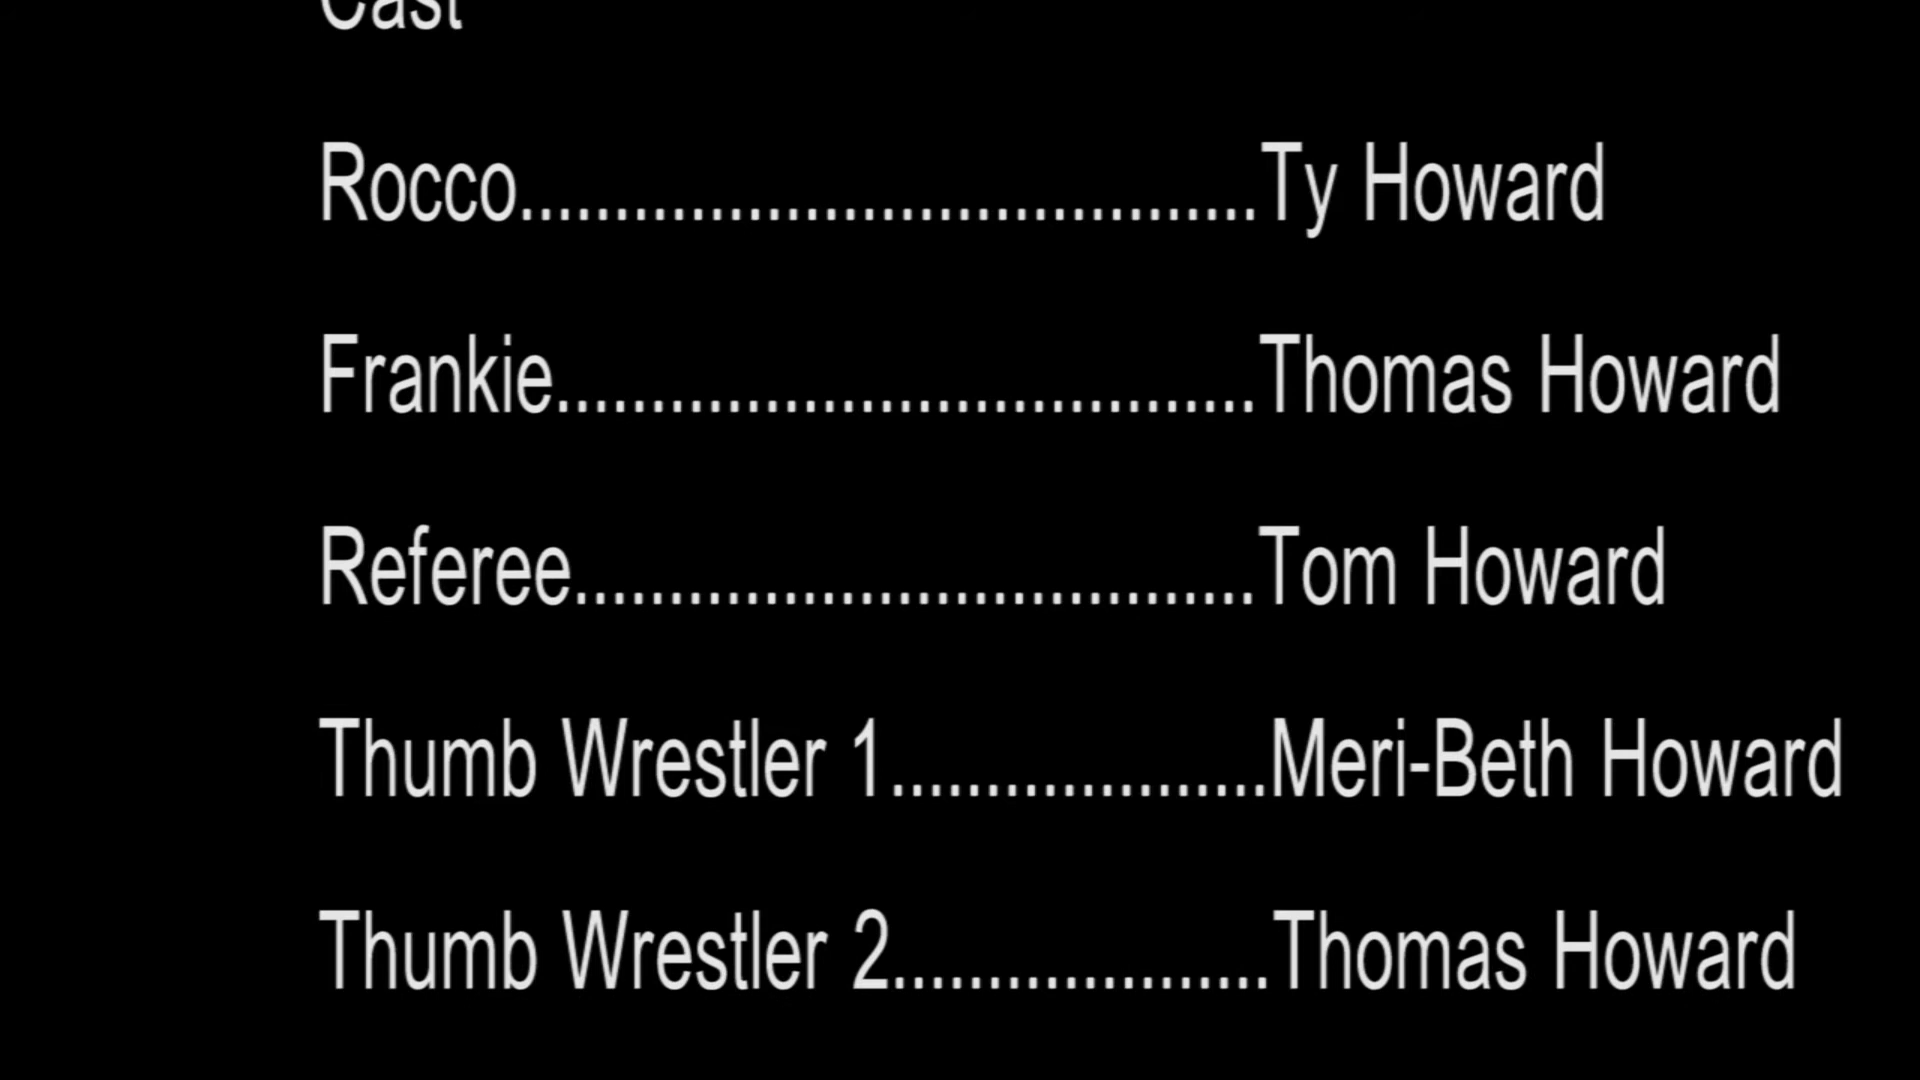 Cast
Rocco.......................................Ty Howard
Frankie.....................................Thomas Howard
Referee....................................Tom Howard
Thumb Wrestler 1....................Meri-Beth Howard
Thumb Wrestler 2....................Thomas Howard